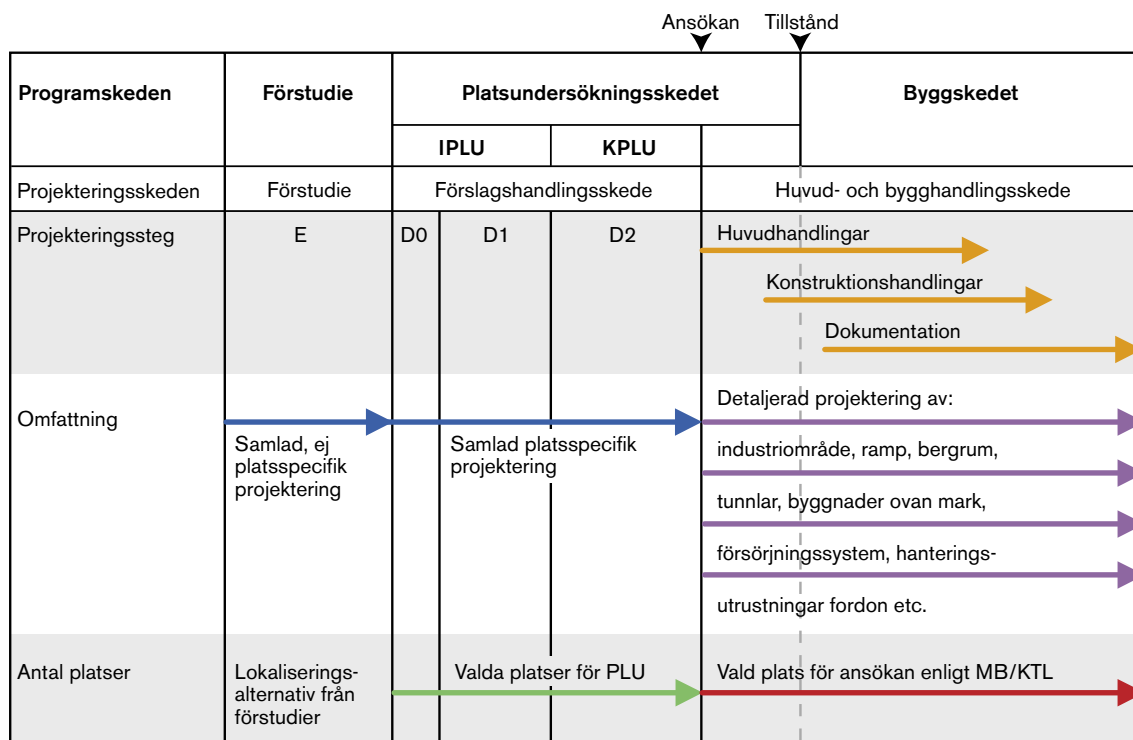 Ansökan Tillstånd
Programskeden Förstudie Platsundersökningsskedet Byggskedet
IPLU KPLU
Projekteringsskeden Förstudie Förslagshandlingsskede Huvud- och bygghandlingsskede
Projekteringssteg E D0 D1 D2 Huvudhandlingar
Konstruktionshandlingar
Dokumentation
Omfattning
Samlad, ej
platsspecifik
projektering
Samlad platsspecifik
projektering
Detaljerad projektering av:
industriområde, ramp, bergrum,
tunnlar, byggnader ovan mark,
försörjningssystem, hanterings-
utrustningar fordon etc.
Antal platser
Lokaliserings-
alternativ från
förstudier
Valda platser för PLU
Vald plats för ansökan enligt MB/KTL